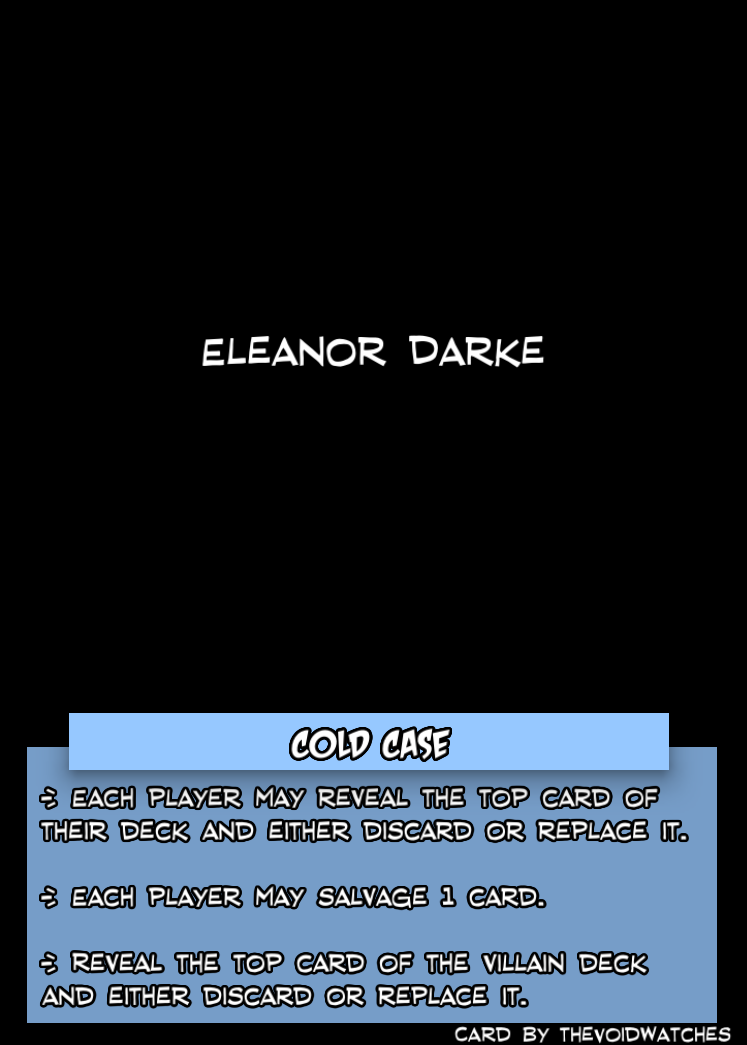 ELEANOR DARKE
COLD CASE
-> EACH PLAYER MAY REVEAL THE TOP CARD OF
THEIR DECK AND EITHER DISCARD OR REPLACE IT.
-> EACH PLAYER MAY SALVAGE 1 CARD.
-> REVEAL THE TOP CARD OF THE VILLAIN DECK
AND EITHER DISCARD OR REPLACE IT.
CARD BY THEVOIDWATCHES